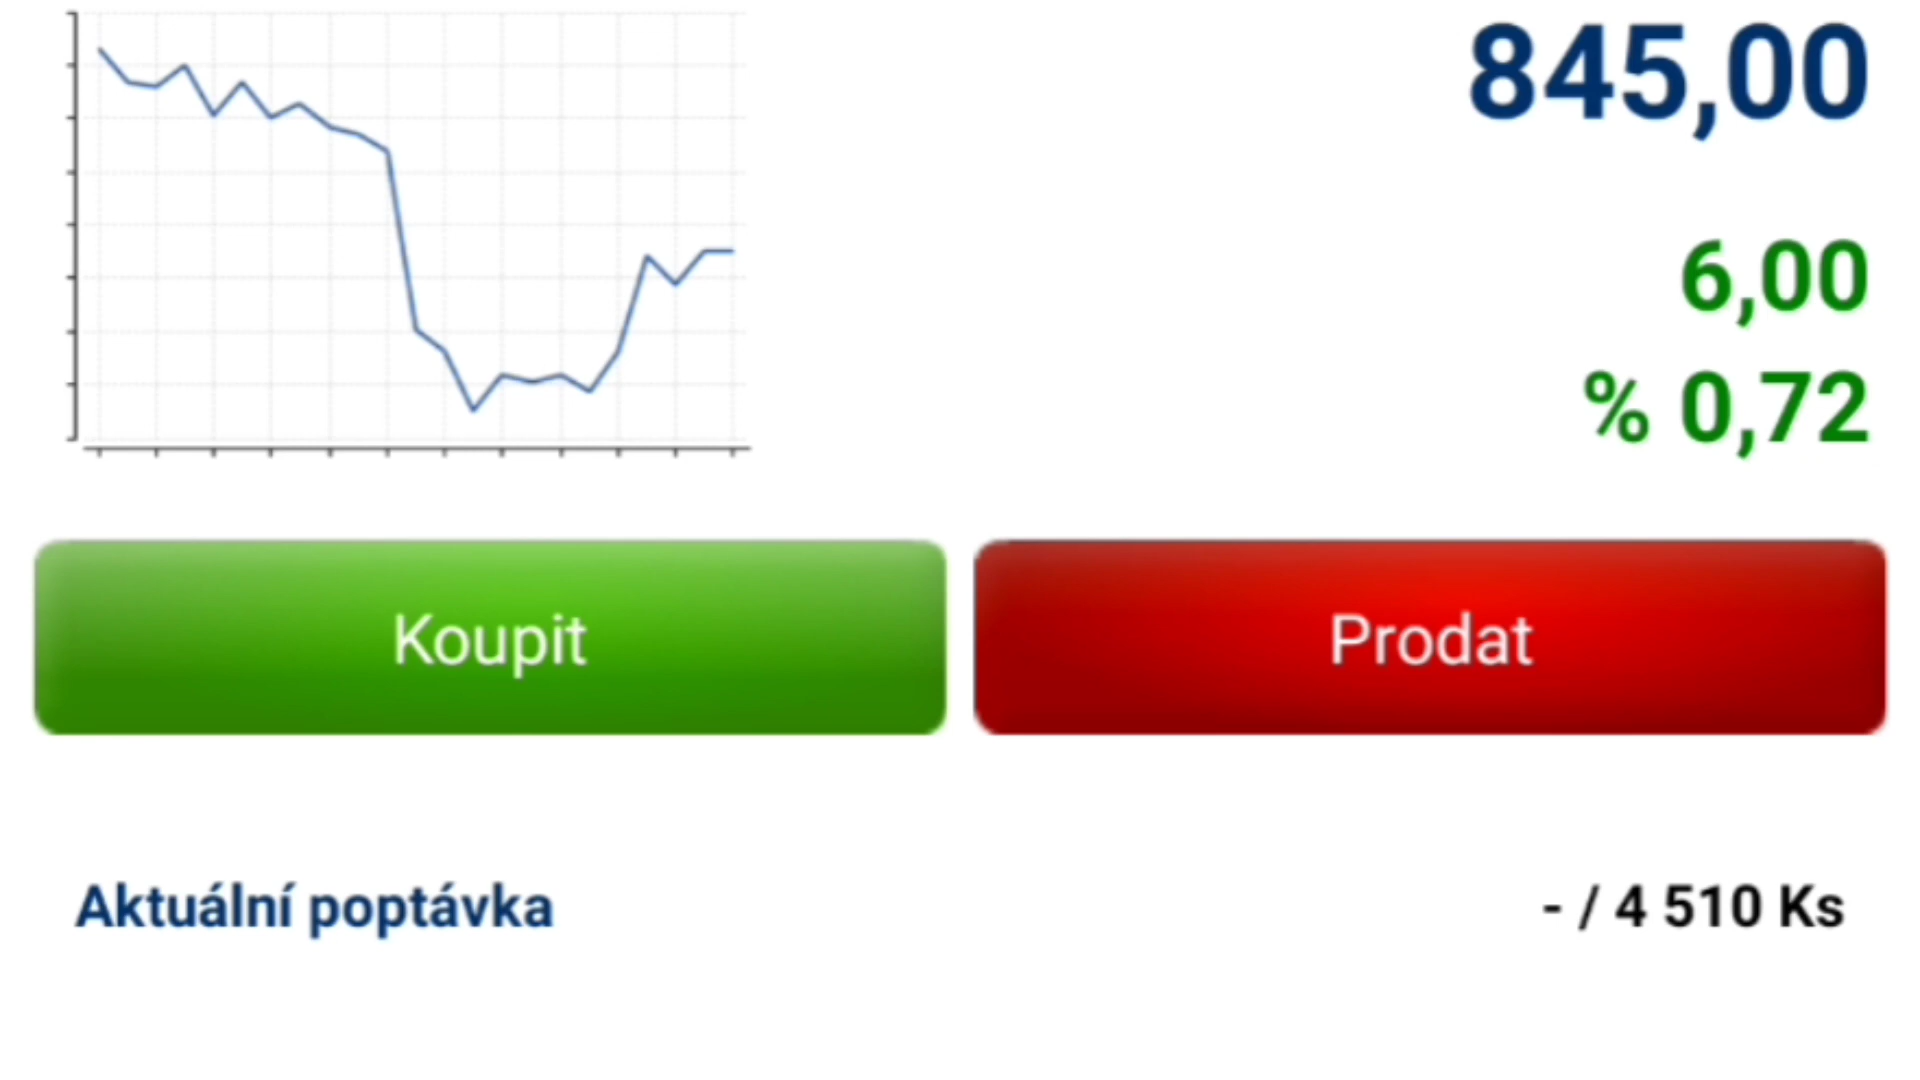 845,00
6,00
% 0,72
Koupit
Prodat
Aktuální poptávka
- / 4 510 Ks